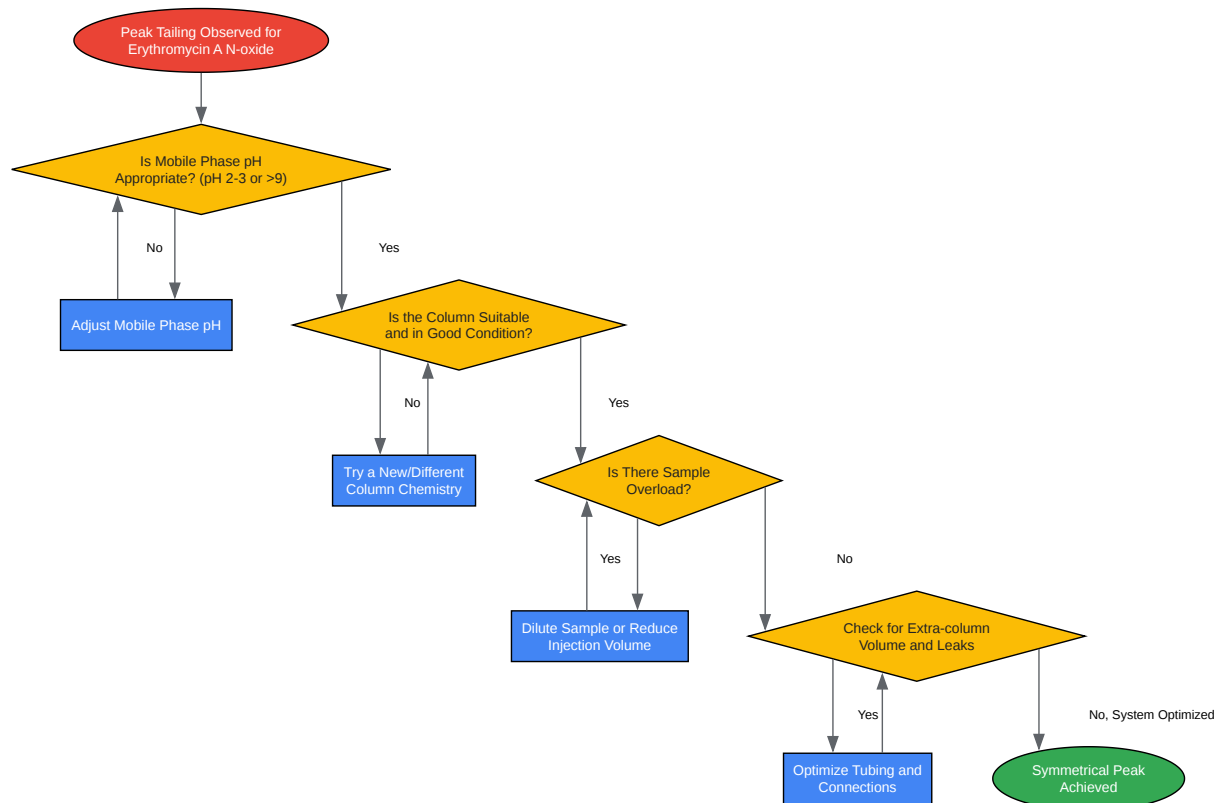 Peak Tailing Observed for
Erythromycin A N-oxide
Is Mobile Phase pH
Appropriate? (pH 2-3 or >9)
No
Yes
Adjust Mobile Phase pH
Is the Column Suitable
and in Good Condition?
No
Yes
Try a New/Different
Column Chemistry
Is There Sample
Overload?
Yes
No
Dilute Sample or Reduce
Injection Volume
Check for Extra-column
Volume and Leaks
Yes
No, System Optimized
Optimize Tubing and
Connections
Symmetrical Peak
Achieved